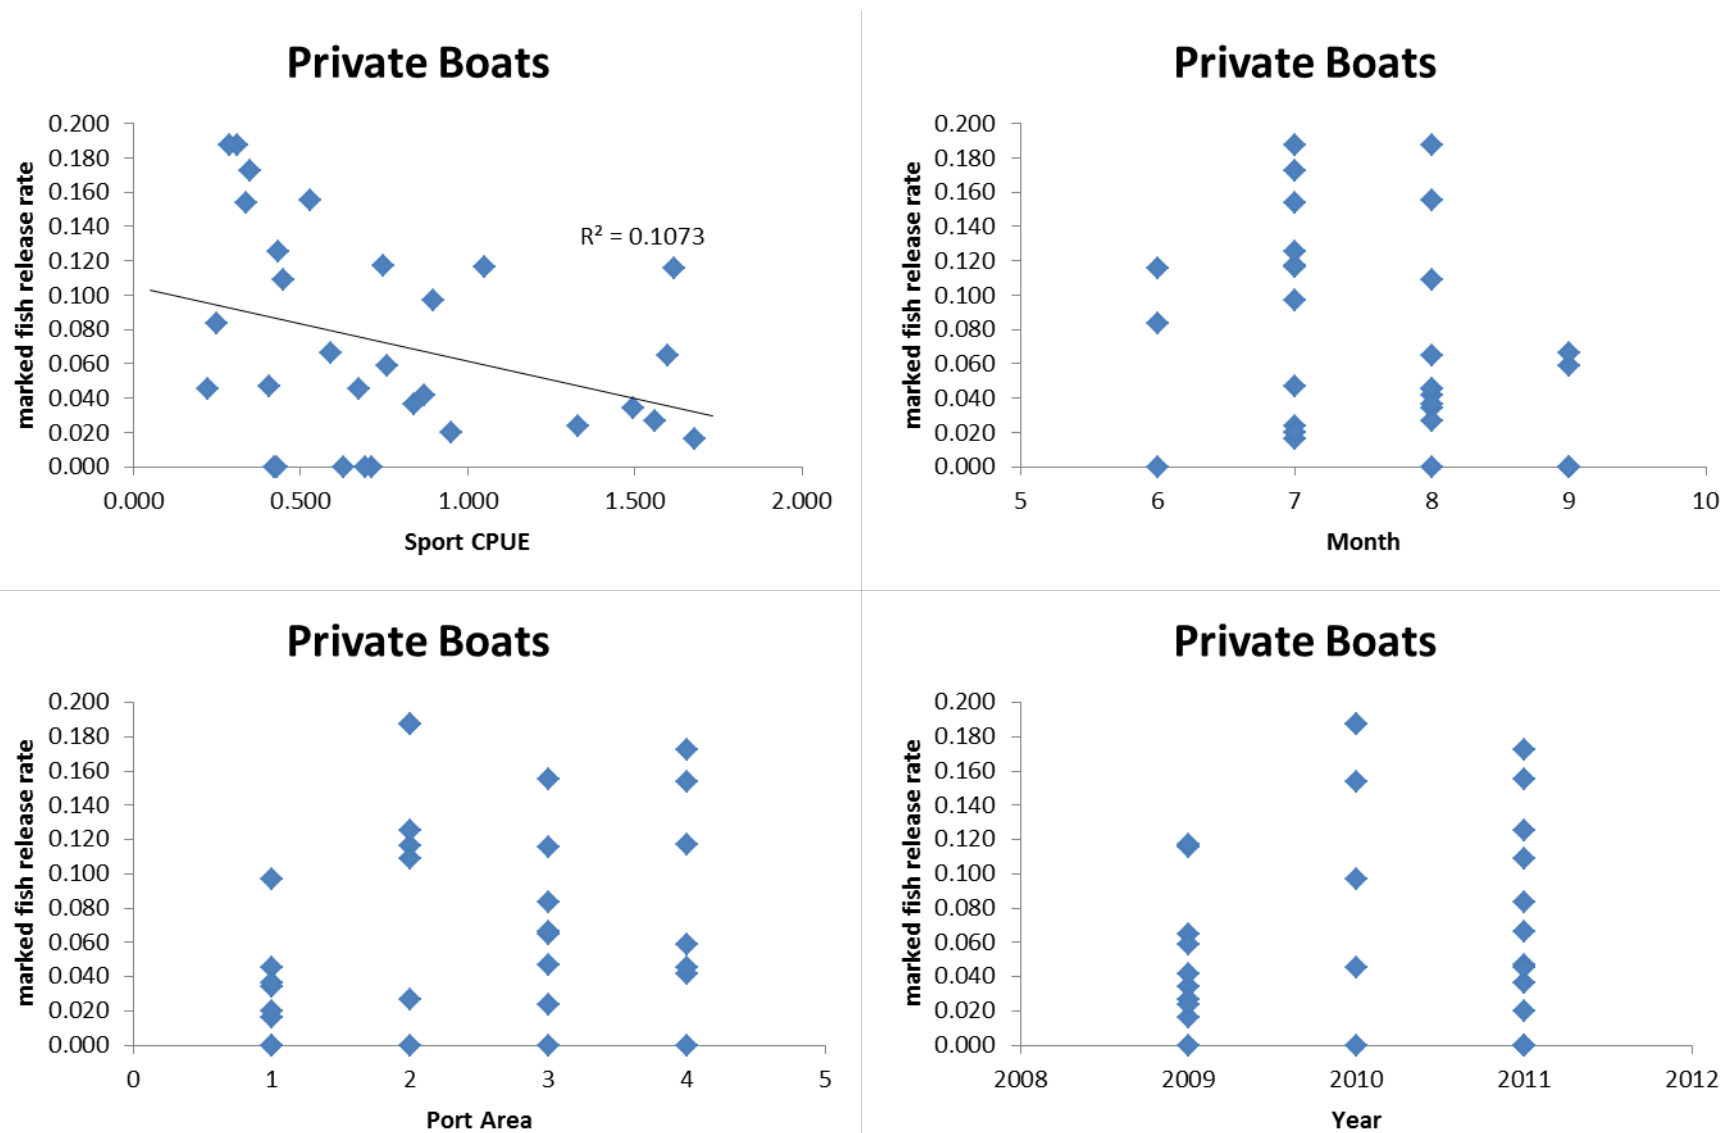 Private Boats
marked fish release rate
0.200
0.180
0.160
0.140
0.120
0.100
0.080
0.060
0.040
0.020
0.000
R² = 0.1073
0.000 0.500 1.000 1.500 2.000
Sport CPUE
Private Boats
marked fish release rate
0.200
0.180
0.160
0.140
0.120
0.100
0.080
0.060
0.040
0.020
0.000
5 6 7 8 9 10
Month
Private Boats
marked fish release rate
0.200
0.180
0.160
0.140
0.120
0.100
0.080
0.060
0.040
0.020
0.000
0 1 2 3 4 5
Port Area
Private Boats
marked fish release rate
0.200
0.180
0.160
0.140
0.120
0.100
0.080
0.060
0.040
0.020
0.000
2008 2009 2010 2011 2012
Year